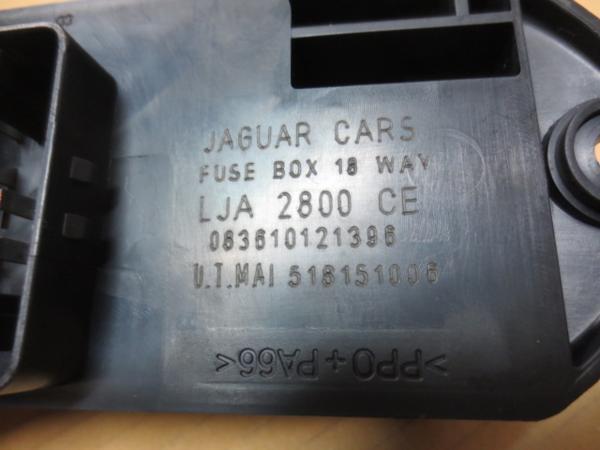 JAGUAR CARS
FUSE BOX 18 WAY
LJA 2800 CE
083610121396
U.T.MAI 518151006
>PPO+PA66<